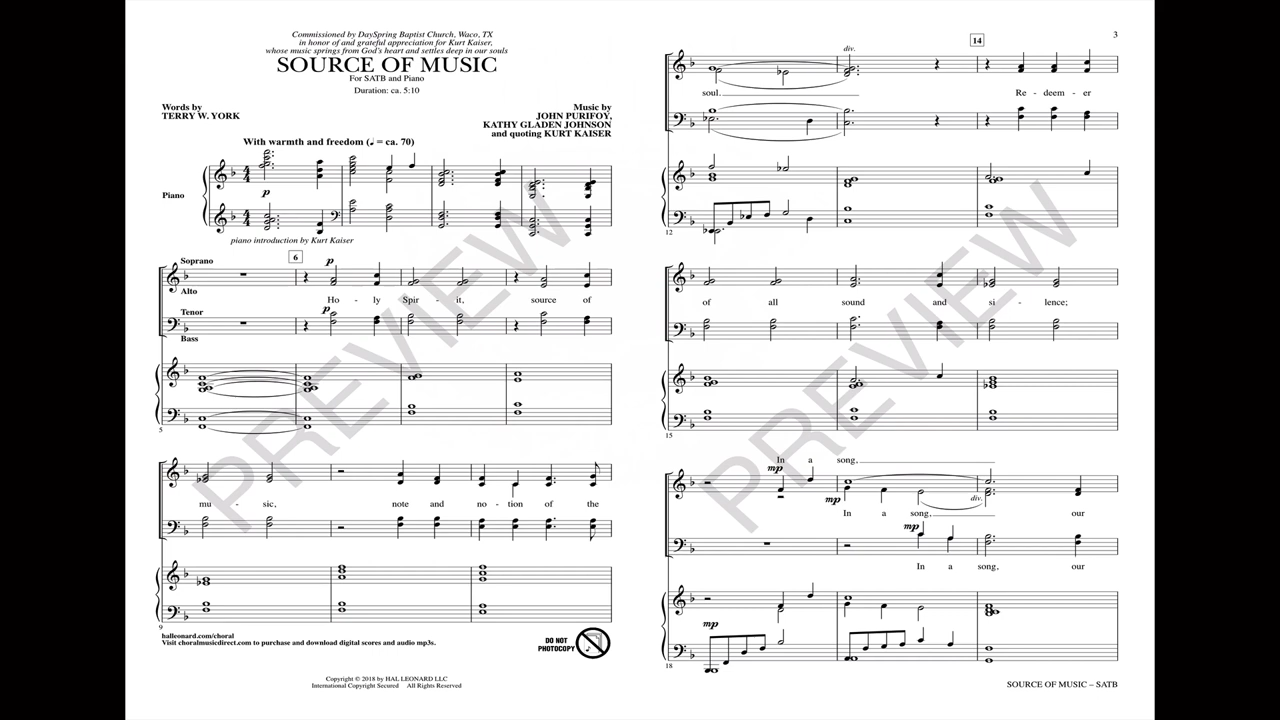 Commissioned by DaySpring Baptist Church, Waco, TX
in honor of and grateful appreciation for Kurt Kaiser,
whose music springs from God's heart and settles deep in our souls
SOURCE OF MUSIC
For SATB and Piano
Duration: ca. 5:10
Words by
TERRY W. YORK
Music by
JOHN PURIFOY,
KATHY GLADEN JOHNSON
and quoting KURT KAISER
With warmth and freedom (♩ = ca. 70)
Piano
p
piano introduction by Kurt Kaiser
6
Soprano
p
Alto
Ho - ly Spir - it, source of
Tenor
p
Bass
5
PREVIEW
mu - sic, note and no - tion of the
9
halleonard.com/choral
Visit choralmusicdirect.com to purchase and download digital scores and audio mp3s.
DO NOT
PHOTOCOPY
Copyright © 2018 by HAL LEONARD LLC
International Copyright Secured All Rights Reserved
3
div.
14
soul. Re - deem - er
12
of all sound and si - lence;
15
PREVIEW
In a song,
mp
mp
div.
In a song, our
mp
In a song, our
mp
18
SOURCE OF MUSIC – SATB